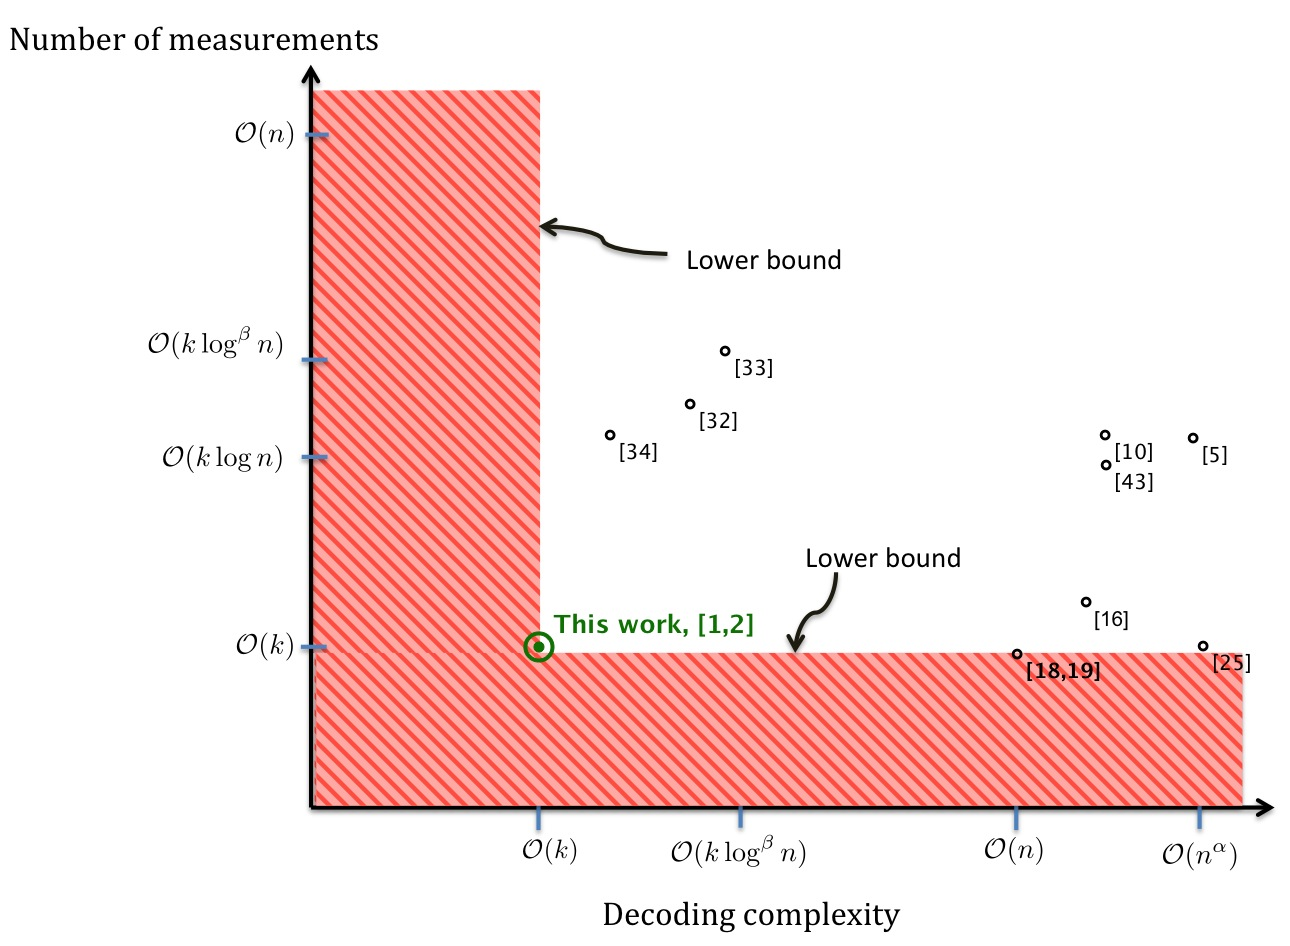 Number of measurements
𝒪(n)
Lower bound
𝒪(k log^β n)
[33]
[32]
[34]
[10]
[5]
𝒪(k log n)
[43]
Lower bound
[16]
This work, [1,2]
𝒪(k)
[18,19]
[25]
𝒪(k)
𝒪(k log^β n)
𝒪(n)
𝒪(n^α)
Decoding complexity